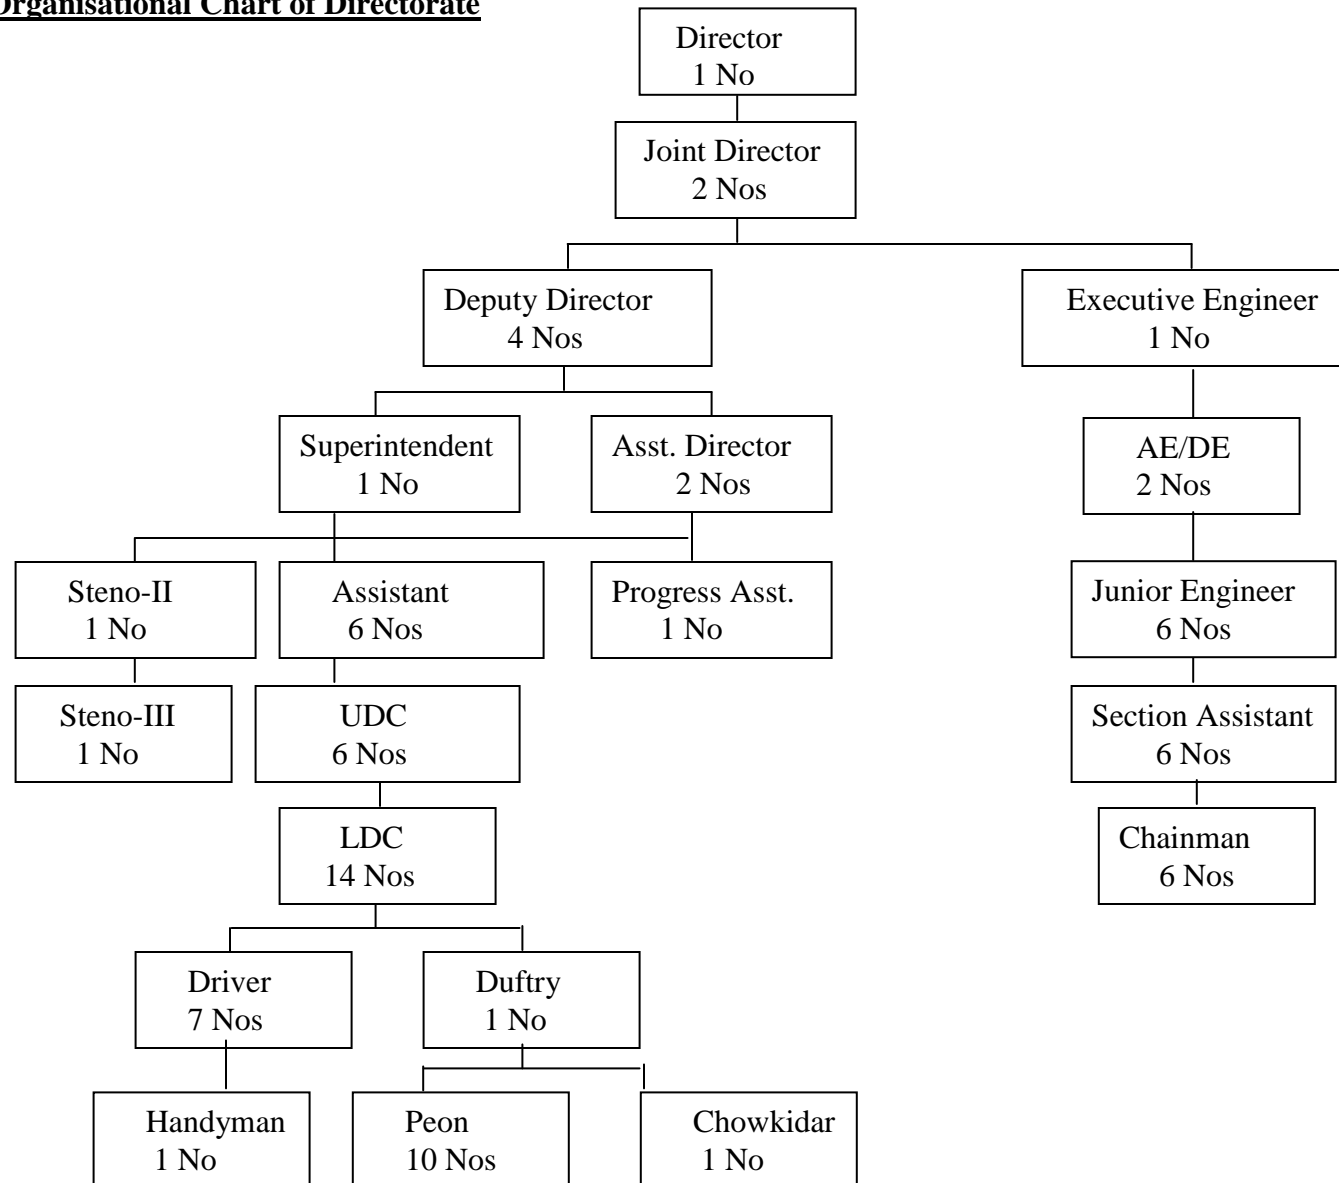 Organisational Chart of Directorate
Director
1 No
Joint Director
2 Nos
Deputy Director
4 Nos
Executive Engineer
1 No
Superintendent
1 No
Asst. Director
2 Nos
AE/DE
2 Nos
Steno-II
1 No
Assistant
6 Nos
Progress Asst.
1 No
Junior Engineer
6 Nos
Steno-III
1 No
UDC
6 Nos
Section Assistant
6 Nos
LDC
14 Nos
Chainman
6 Nos
Driver
7 Nos
Duftry
1 No
Handyman
1 No
Peon
10 Nos
Chowkidar
1 No